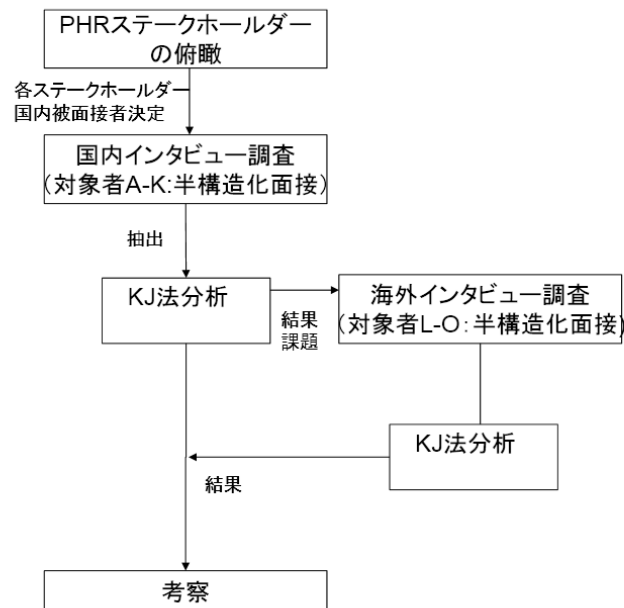 PHRステークホールダー
の俯瞰
各ステークホールダー
国内被面接者決定
国内インタビュー調査
(対象者A-K:半構造化面接)
抽出
KJ法分析
結果
課題
海外インタビュー調査
(対象者L-O:半構造化面接)
KJ法分析
結果
考察